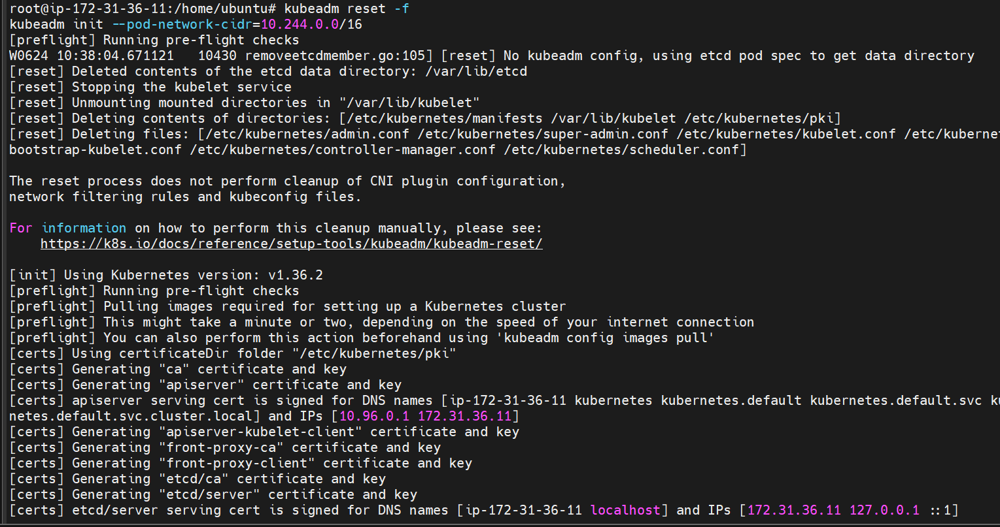 root@ip-172-31-36-11:/home/ubuntu# kubeadm reset -f
kubeadm init --pod-network-cidr=10.244.0.0/16
[preflight] Running pre-flight checks
W0624 10:38:04.671121   10430 removeetcdmember.go:105] [reset] No kubeadm config, using etcd pod spec to get data directory
[reset] Deleted contents of the etcd data directory: /var/lib/etcd
[reset] Stopping the kubelet service
[reset] Unmounting mounted directories in "/var/lib/kubelet"
[reset] Deleting contents of directories: [/etc/kubernetes/manifests /var/lib/kubelet /etc/kubernetes/pki]
[reset] Deleting files: [/etc/kubernetes/admin.conf /etc/kubernetes/super-admin.conf /etc/kubernetes/kubelet.conf /etc/kuberne
bootstrap-kubelet.conf /etc/kubernetes/controller-manager.conf /etc/kubernetes/scheduler.conf]

The reset process does not perform cleanup of CNI plugin configuration,
network filtering rules and kubeconfig files.

For information on how to perform this cleanup manually, please see:
    https://k8s.io/docs/reference/setup-tools/kubeadm/kubeadm-reset/

[init] Using Kubernetes version: v1.36.2
[preflight] Running pre-flight checks
[preflight] Pulling images required for setting up a Kubernetes cluster
[preflight] This might take a minute or two, depending on the speed of your internet connection
[preflight] You can also perform this action beforehand using 'kubeadm config images pull'
[certs] Using certificateDir folder "/etc/kubernetes/pki"
[certs] Generating "ca" certificate and key
[certs] Generating "apiserver" certificate and key
[certs] apiserver serving cert is signed for DNS names [ip-172-31-36-11 kubernetes kubernetes.default kubernetes.default.svc ku
netes.default.svc.cluster.local] and IPs [10.96.0.1 172.31.36.11]
[certs] Generating "apiserver-kubelet-client" certificate and key
[certs] Generating "front-proxy-ca" certificate and key
[certs] Generating "front-proxy-client" certificate and key
[certs] Generating "etcd/ca" certificate and key
[certs] Generating "etcd/server" certificate and key
[certs] etcd/server serving cert is signed for DNS names [ip-172-31-36-11 localhost] and IPs [172.31.36.11 127.0.0.1 ::1]